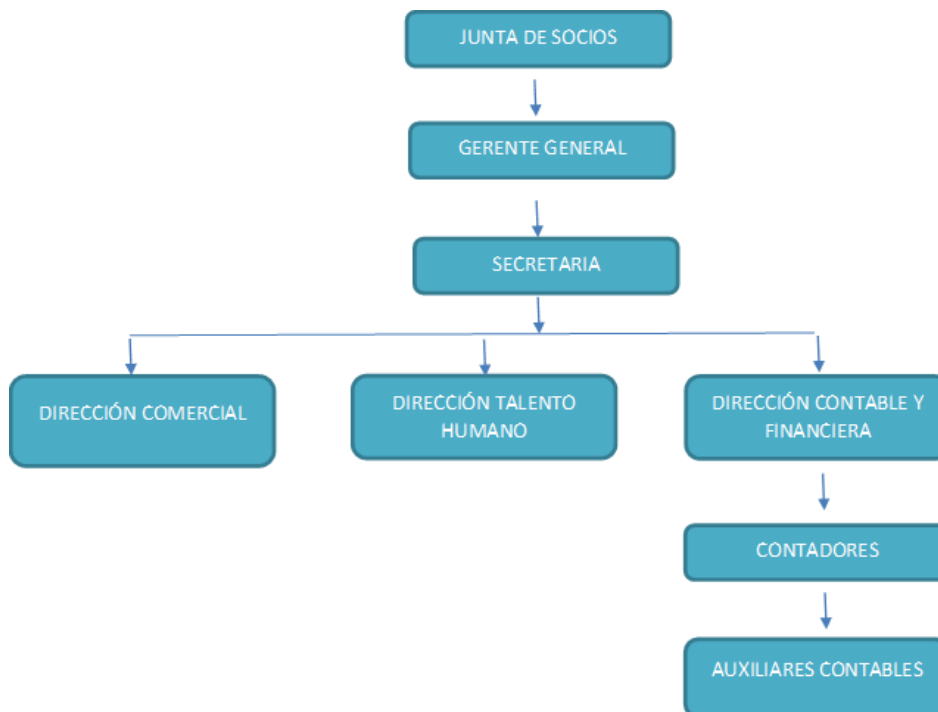 JUNTA DE SOCIOS
GERENTE GENERAL
SECRETARIA
DIRECCIÓN COMERCIAL
DIRECCIÓN TALENTO
HUMANO
DIRECCIÓN CONTABLE Y
FINANCIERA
CONTADORES
AUXILIARES CONTABLES